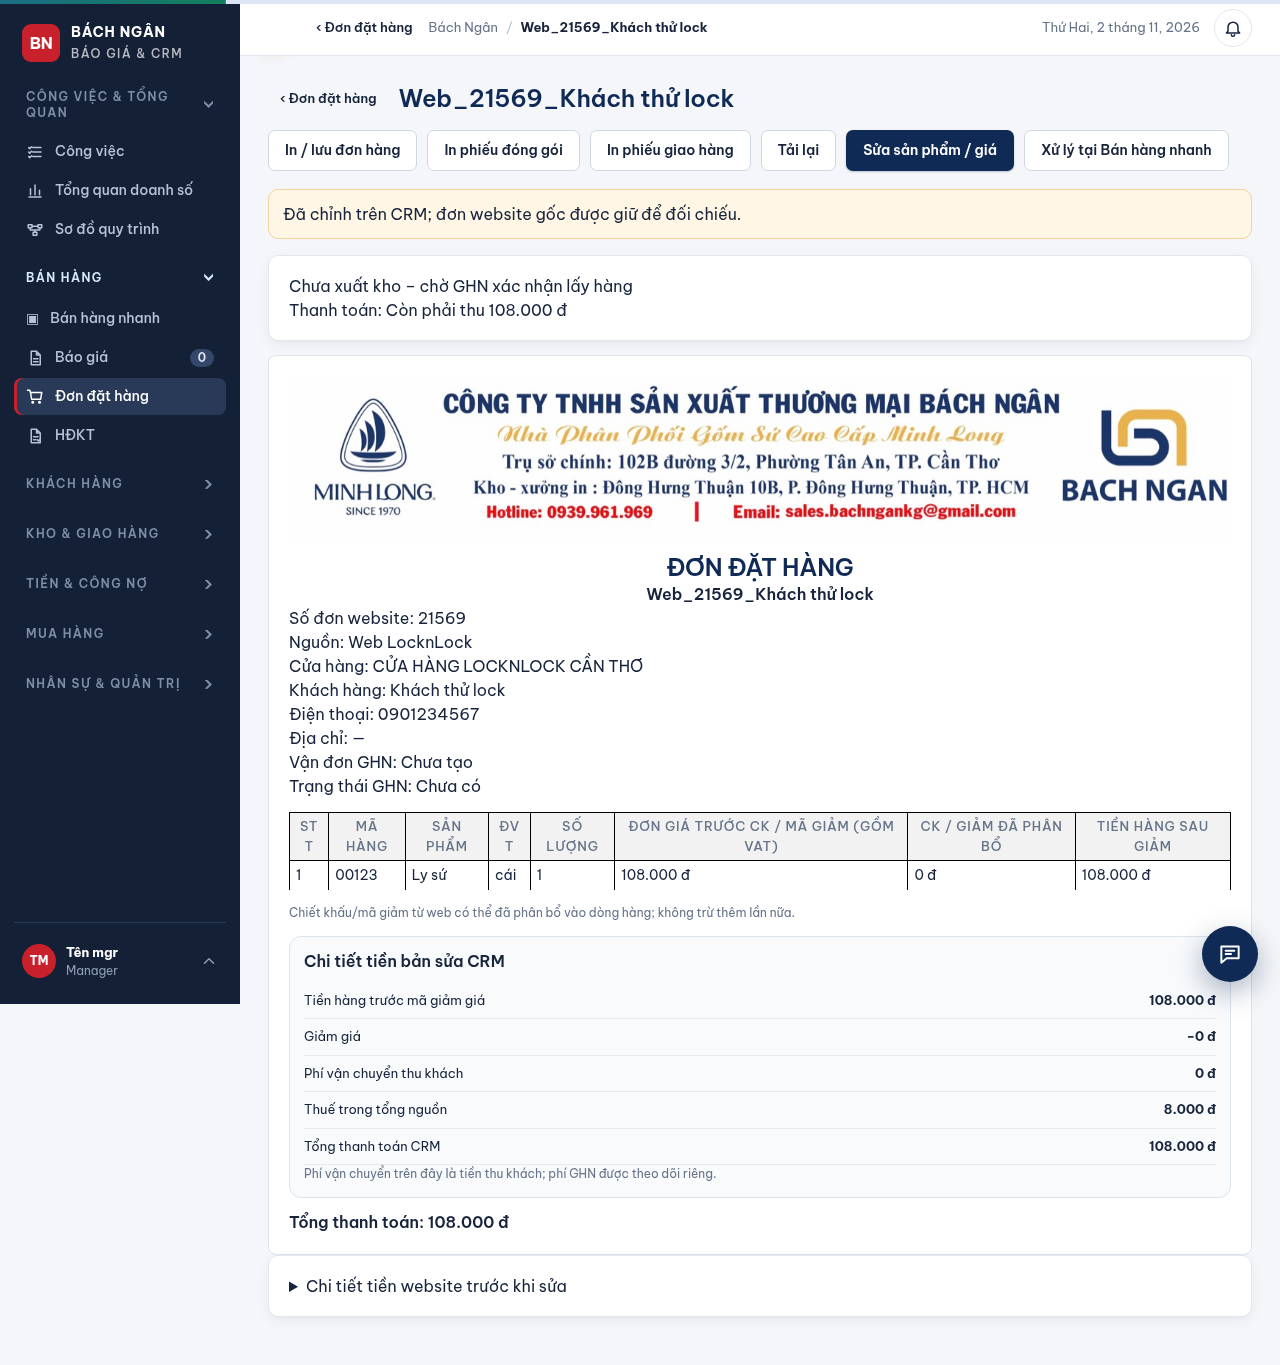 BN
BÁCH NGÂN
BÁO GIÁ & CRM
CÔNG VIỆC & TỔNG QUAN
Công việc
Tổng quan doanh số
Sơ đồ quy trình
BÁN HÀNG
Bán hàng nhanh
Báo giá 0
Đơn đặt hàng
HĐKT
KHÁCH HÀNG
KHO & GIAO HÀNG
TIỀN & CÔNG NỢ
MUA HÀNG
NHÂN SỰ & QUẢN TRỊ
TM
Tên mgr
Manager
‹ Đơn đặt hàng Bách Ngân / Web_21569_Khách thử lock
Thứ Hai, 2 tháng 11, 2026
‹ Đơn đặt hàng Web_21569_Khách thử lock
In / lưu đơn hàng In phiếu đóng gói In phiếu giao hàng Tải lại Sửa sản phẩm / giá Xử lý tại Bán hàng nhanh
Đã chỉnh trên CRM; đơn website gốc được giữ để đối chiếu.
Chưa xuất kho – chờ GHN xác nhận lấy hàng
Thanh toán: Còn phải thu 108.000 đ
MINH LONG
SINCE 1970
CÔNG TY TNHH SẢN XUẤT THƯƠNG MẠI BÁCH NGÂN
Nhà Phân Phối Gốm Sứ Cao Cấp Minh Long
Trụ sở chính: 102B đường 3/2, Phường Tân An, TP. Cần Thơ
Kho - xưởng in : Đông Hưng Thuận 10B, P. Đông Hưng Thuận, TP. HCM
Hotline: 0939.961.969 | Email: sales.bachngankg@gmail.com
BACH NGAN
ĐƠN ĐẶT HÀNG
Web_21569_Khách thử lock
Số đơn website: 21569
Nguồn: Web LocknLock
Cửa hàng: CỬA HÀNG LOCKNLOCK CẦN THƠ
Khách hàng: Khách thử lock
Điện thoại: 0901234567
Địa chỉ: —
Vận đơn GHN: Chưa tạo
Trạng thái GHN: Chưa có
STT MÃ HÀNG SẢN PHẨM ĐVT SỐ LƯỢNG ĐƠN GIÁ TRƯỚC CK / MÃ GIẢM (GỒM VAT) CK / GIẢM ĐÃ PHÂN BỔ TIỀN HÀNG SAU GIẢM
1 00123 Ly sứ cái 1 108.000 đ 0 đ 108.000 đ
Chiết khấu/mã giảm từ web có thể đã phân bổ vào dòng hàng; không trừ thêm lần nữa.
Chi tiết tiền bản sửa CRM
Tiền hàng trước mã giảm giá 108.000 đ
Giảm giá -0 đ
Phí vận chuyển thu khách 0 đ
Thuế trong tổng nguồn 8.000 đ
Tổng thanh toán CRM 108.000 đ
Phí vận chuyển trên đây là tiền thu khách; phí GHN được theo dõi riêng.
Tổng thanh toán: 108.000 đ
Chi tiết tiền website trước khi sửa